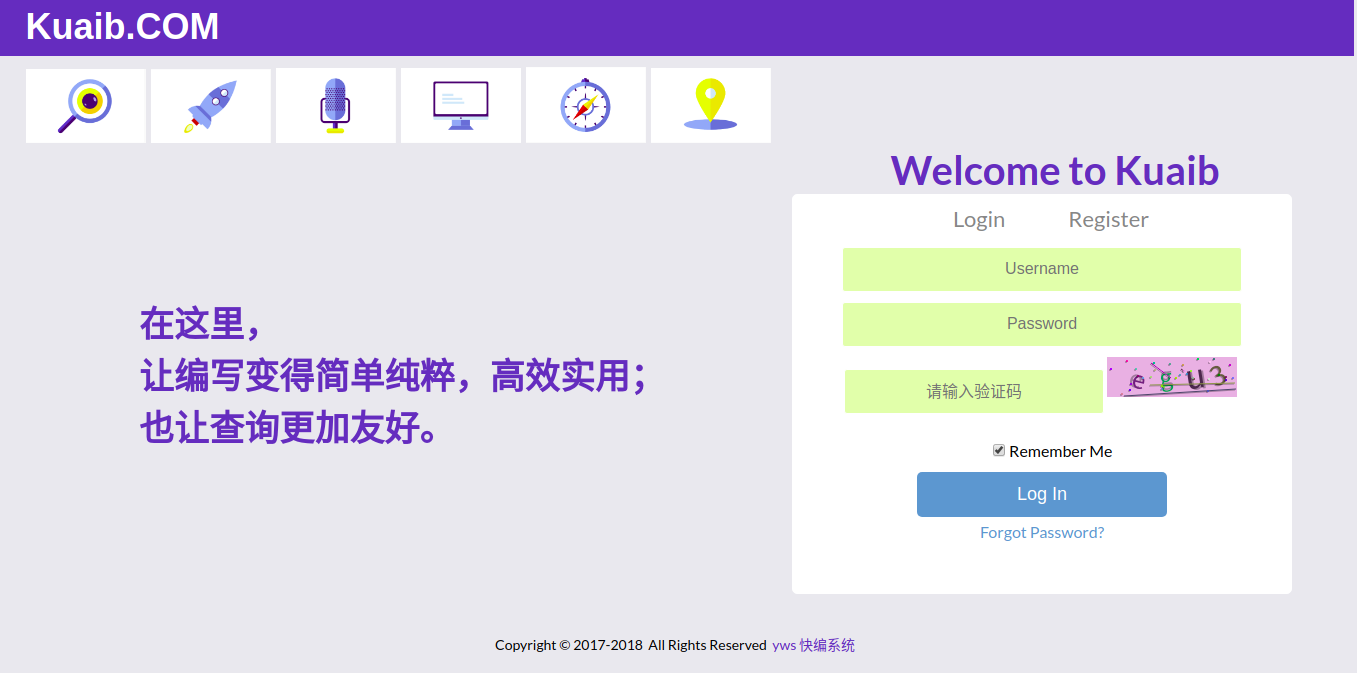 Kuaib.COM
Welcome to Kuaib
Login Register
Username
Password
请输入验证码
egu3
Remember Me
Log In
Forgot Password?
在这里，
让编写变得简单纯粹，高效实用；
也让查询更加友好。
Copyright © 2017-2018 All Rights Reserved yws 快编系统